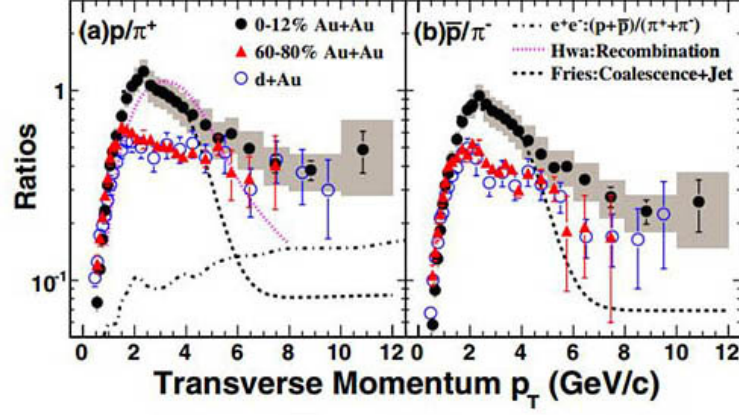 (a)p/π⁺
0-12% Au+Au
60-80% Au+Au
d+Au
(b)p̅/π⁻
e⁺e⁻:(p+p̅)/(π⁺+π⁻)
Hwa:Recombination
Fries:Coalescence+Jet
Ratios
1
10⁻¹
0 2 4 6 8 10 12 0 2 4 6 8 10 12
Transverse Momentum p_T (GeV/c)